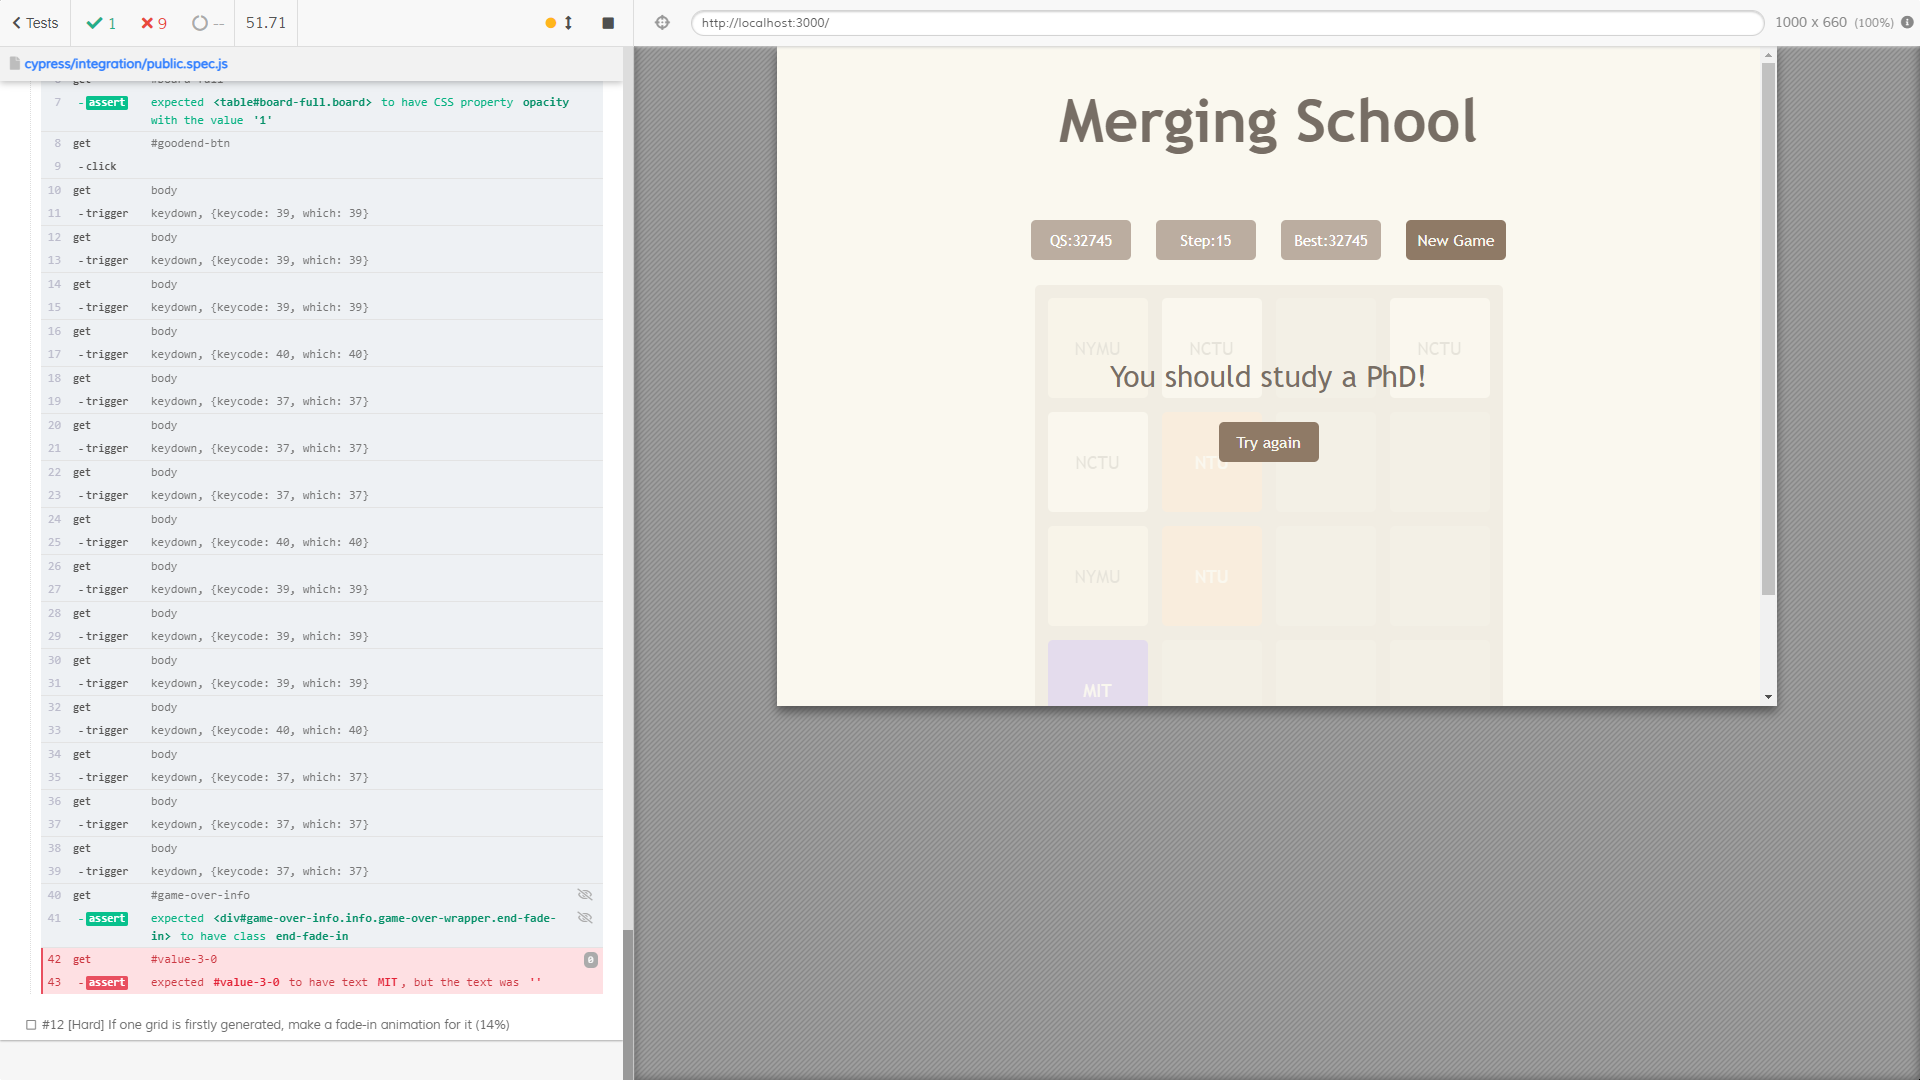 Tests 1 9 -- 51.71
http://localhost:3000/ 1000 x 660 (100%)
cypress/integration/public.spec.js
7 -assert expected <table#board-full.board> to have CSS property opacity
with the value '1'
8 get #goodend-btn
9 -click
10 get body
11 -trigger keydown, {keycode: 39, which: 39}
12 get body
13 -trigger keydown, {keycode: 39, which: 39}
14 get body
15 -trigger keydown, {keycode: 39, which: 39}
16 get body
17 -trigger keydown, {keycode: 40, which: 40}
18 get body
19 -trigger keydown, {keycode: 37, which: 37}
20 get body
21 -trigger keydown, {keycode: 37, which: 37}
22 get body
23 -trigger keydown, {keycode: 37, which: 37}
24 get body
25 -trigger keydown, {keycode: 40, which: 40}
26 get body
27 -trigger keydown, {keycode: 39, which: 39}
28 get body
29 -trigger keydown, {keycode: 39, which: 39}
30 get body
31 -trigger keydown, {keycode: 39, which: 39}
32 get body
33 -trigger keydown, {keycode: 40, which: 40}
34 get body
35 -trigger keydown, {keycode: 37, which: 37}
36 get body
37 -trigger keydown, {keycode: 37, which: 37}
38 get body
39 -trigger keydown, {keycode: 37, which: 37}
40 get #game-over-info
41 -assert expected <div#game-over-info.info.game-over-wrapper.end-fade-
in> to have class end-fade-in
42 get #value-3-0 0
43 -assert expected #value-3-0 to have text MIT, but the text was ''
#12 [Hard] If one grid is firstly generated, make a fade-in animation for it (14%)
Merging School
QS:32745 Step:15 Best:32745 New Game
NYMU NCTU NCTU
You should study a PhD!
Try again
NCTU NTU
NYMU NTU
MIT